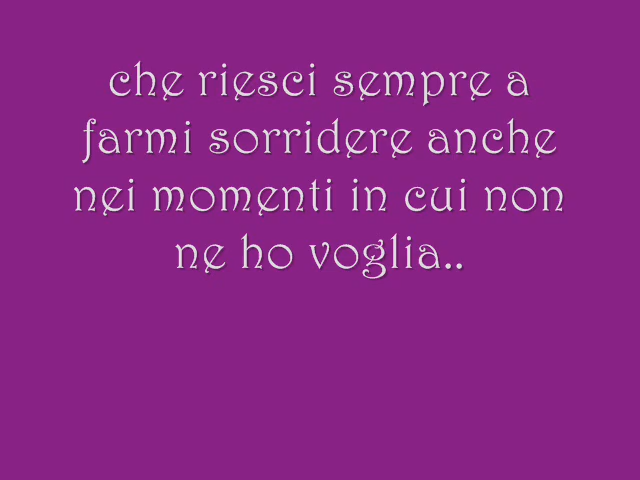 che riesci sempre a
farmi sorridere anche
nei momenti in cui non
ne ho voglia..